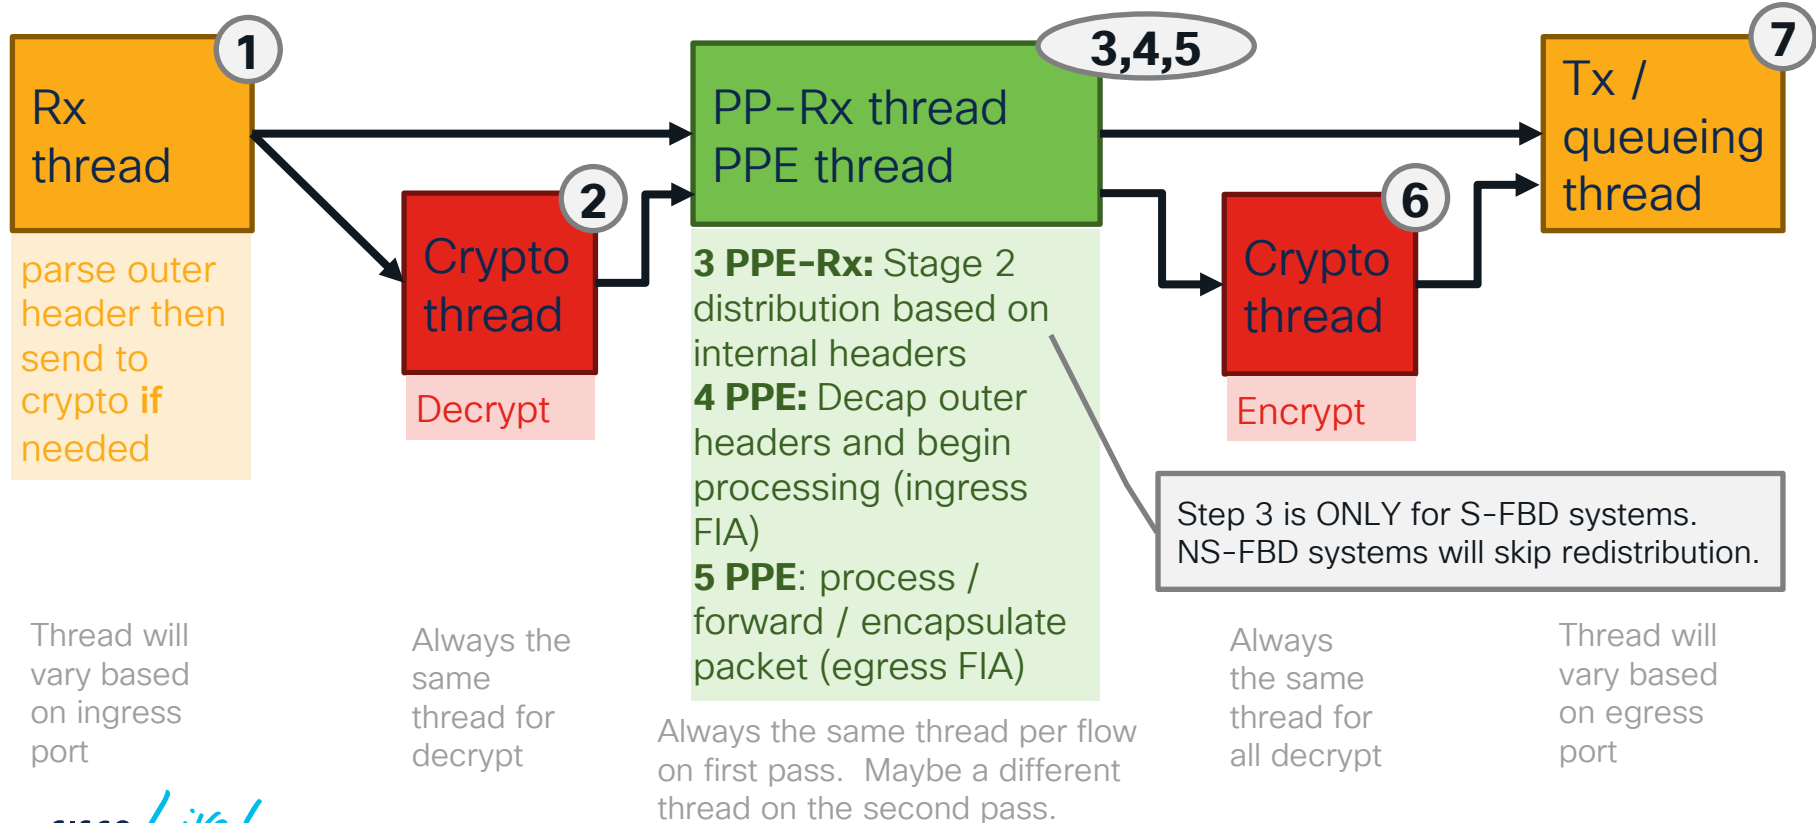 1
Rx
thread
parse outer
header then
send to
crypto if
needed
Thread will
vary based
on ingress
port
2
Crypto
thread
Decrypt
Always the
same
thread for
decrypt
3,4,5
PP-Rx thread
PPE thread
3 PPE-Rx: Stage 2
distribution based on
internal headers
4 PPE: Decap outer
headers and begin
processing (ingress
FIA)
5 PPE: process /
forward / encapsulate
packet (egress FIA)
Always the same thread per flow
on first pass. Maybe a different
thread on the second pass.
6
Crypto
thread
Encrypt
Step 3 is ONLY for S-FBD systems.
NS-FBD systems will skip redistribution.
Always
the same
thread for
all decrypt
7
Tx /
queueing
thread
Thread will
vary based
on egress
port
cisco Live!